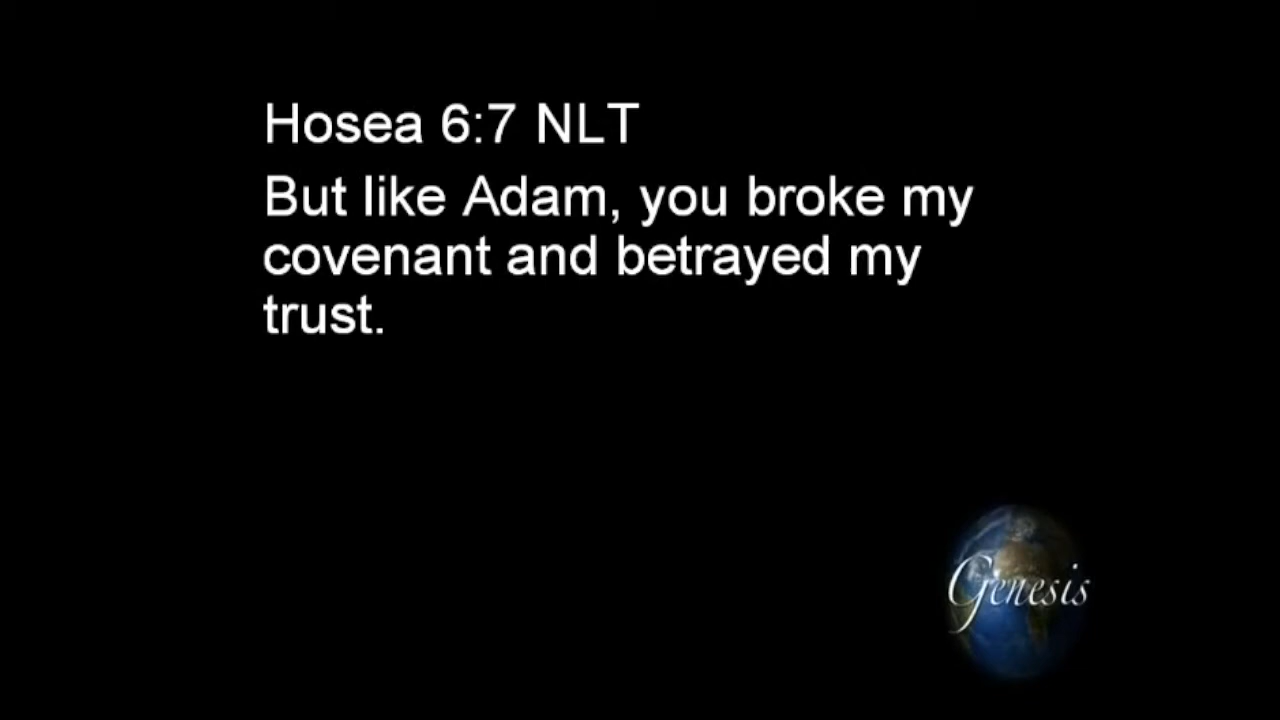 Hosea 6:7 NLT
But like Adam, you broke my
covenant and betrayed my
trust.
Genesis